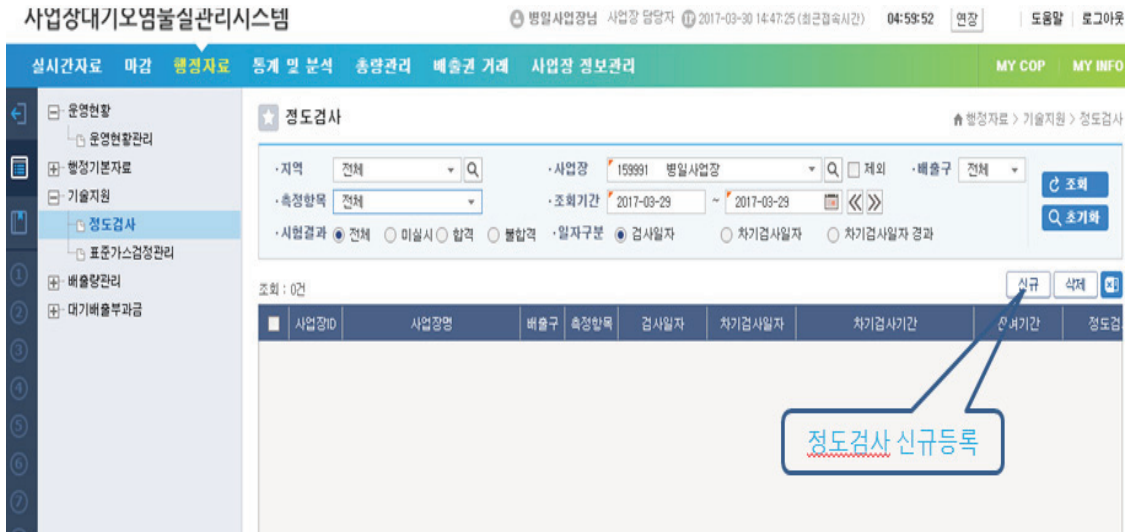 사업장대기오염물질관리시스템
병일사업장님 사업장 담당자 2017-03-30 14:47:25 (최근접속시간) 04:59:52 연장 도움말 로그아웃
실시간자료 마감 행정자료 통계 및 분석 총량관리 배출권 거래 사업장 정보관리 MY COP MY INFO
운영현황
운영현황관리
행정기본자료
기술지원
정도검사
표준가스검정관리
배출량관리
대기배출부과금
1
2
3
4
5
6
7
정도검사
행정자료 > 기술지원 > 정도검사
·지역 전체 ·사업장 159991 병일사업장 제외 ·배출구 전체 조회
·측정항목 전체 ·조회기간 2017-03-29 ~ 2017-03-29 초기화
·시험결과 전체 미실시 합격 불합격 ·일자구분 검사일자 차기검사일자 차기검사일자 경과
조회 : 0건 신규 삭제
사업장ID 사업장명 배출구 측정항목 검사일자 차기검사일자 차기검사기간 정도검
정도검사 신규등록